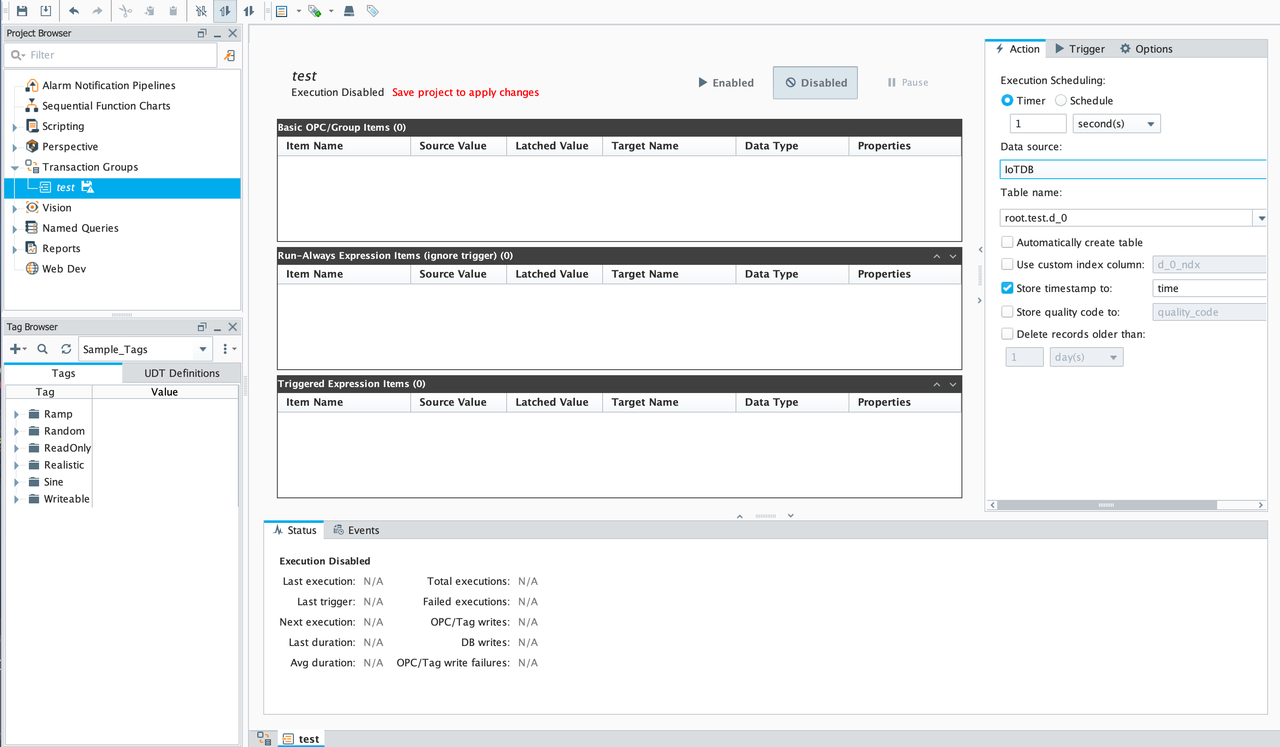 Project Browser
Filter
Alarm Notification Pipelines
Sequential Function Charts
Scripting
Perspective
Transaction Groups
test
Vision
Named Queries
Reports
Web Dev
Tag Browser
Sample_Tags
Tags UDT Definitions
Tag Value
Ramp
Random
ReadOnly
Realistic
Sine
Writeable
test
Execution Disabled Save project to apply changes
Enabled Disabled Pause
Basic OPC/Group Items (0)
Item Name Source Value Latched Value Target Name Data Type Properties
Run-Always Expression Items (ignore trigger) (0)
Item Name Source Value Latched Value Target Name Data Type Properties
Triggered Expression Items (0)
Item Name Source Value Latched Value Target Name Data Type Properties
Action Trigger Options
Execution Scheduling:
Timer Schedule
1 second(s)
Data source:
IoTDB
Table name:
root.test.d_0
Automatically create table
Use custom index column: d_0_ndx
Store timestamp to: time
Store quality code to: quality_code
Delete records older than:
1 day(s)
Status Events
Execution Disabled
Last execution: N/A Total executions: N/A
Last trigger: N/A Failed executions: N/A
Next execution: N/A OPC/Tag writes: N/A
Last duration: N/A DB writes: N/A
Avg duration: N/A OPC/Tag write failures: N/A
test